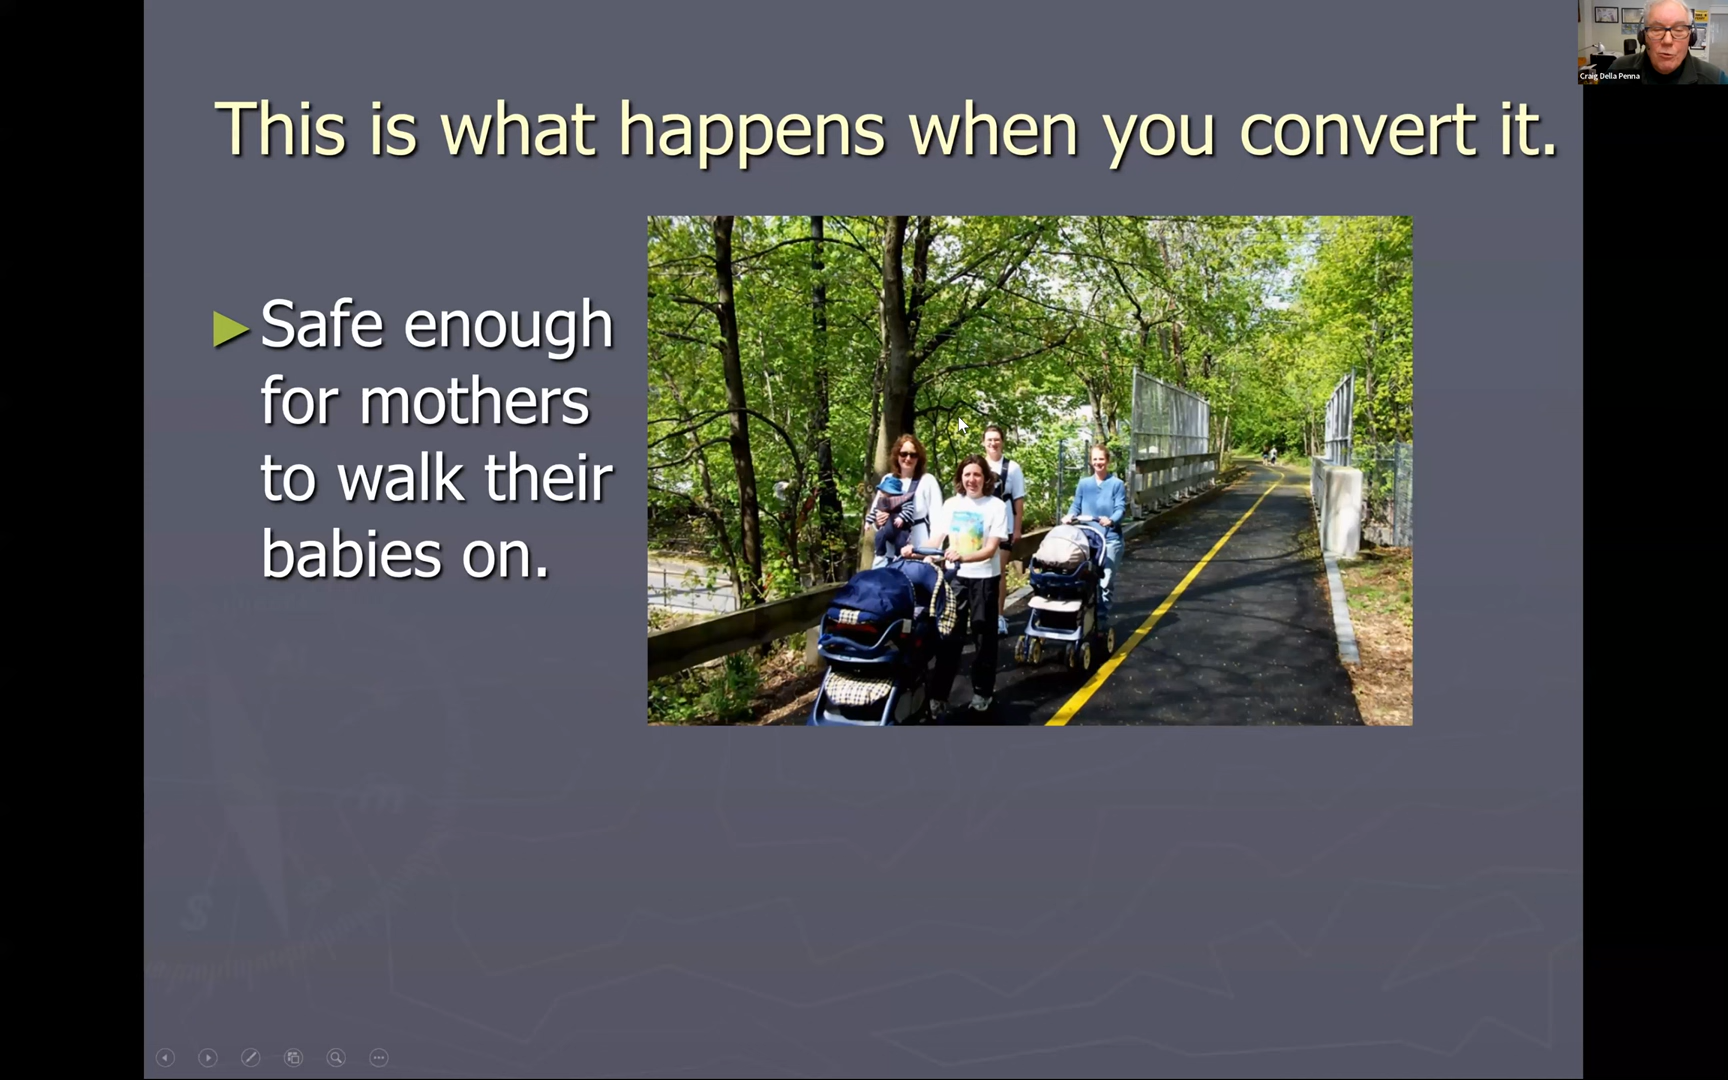 This is what happens when you convert it.
Safe enough
for mothers
to walk their
babies on.
Craig Della Penna